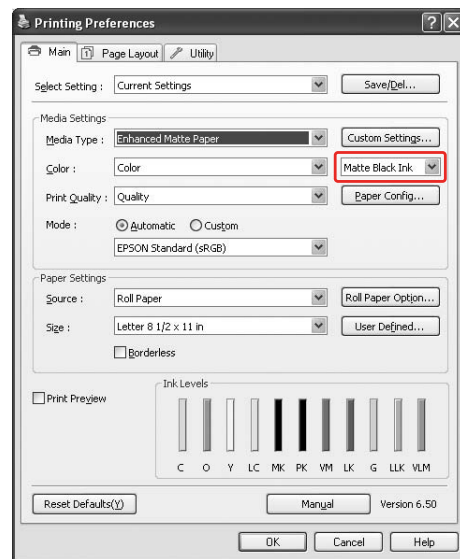 Printing Preferences
Main Page Layout Utility
Select Setting : Current Settings Save/Del...
Media Settings
Media Type : Enhanced Matte Paper Custom Settings...
Color : Color Matte Black Ink
Print Quality : Quality Paper Config...
Mode : Automatic Custom
EPSON Standard (sRGB)
Paper Settings
Source : Roll Paper Roll Paper Option...
Size : Letter 8 1/2 x 11 in User Defined...
Borderless
Print Preview
Ink Levels
C O Y LC MK PK VM LK G LLK VLM
Reset Defaults(Y) Manual Version 6.50
OK Cancel Help